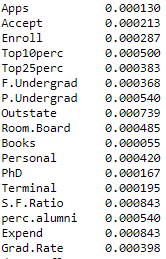 Apps 0.000130
Accept 0.000213
Enroll 0.000287
Top10perc 0.000500
Top25perc 0.000383
F.Undergrad 0.000368
P.Undergrad 0.000540
Outstate 0.000739
Room.Board 0.000485
Books 0.000055
Personal 0.000420
PhD 0.000167
Terminal 0.000195
S.F.Ratio 0.000843
perc.alumni 0.000540
Expend 0.000843
Grad.Rate 0.000398